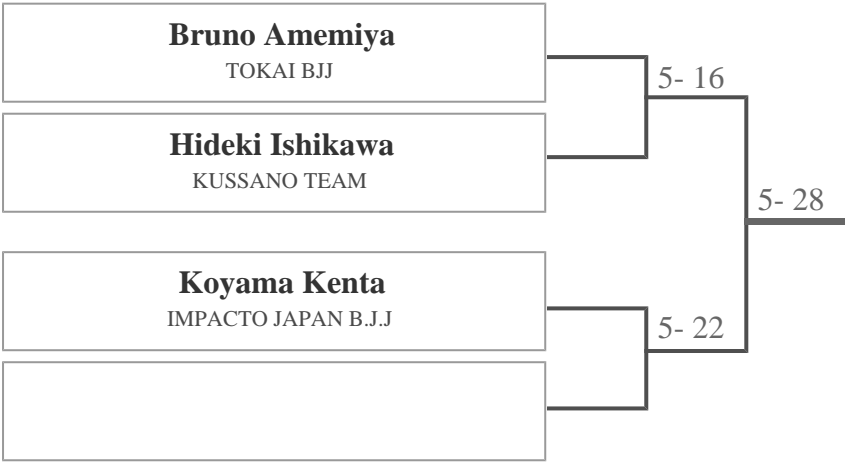 Bruno Amemiya
TOKAI BJJ
5- 16
Hideki Ishikawa
KUSSANO TEAM
5- 28
Koyama Kenta
IMPACTO JAPAN B.J.J
5- 22